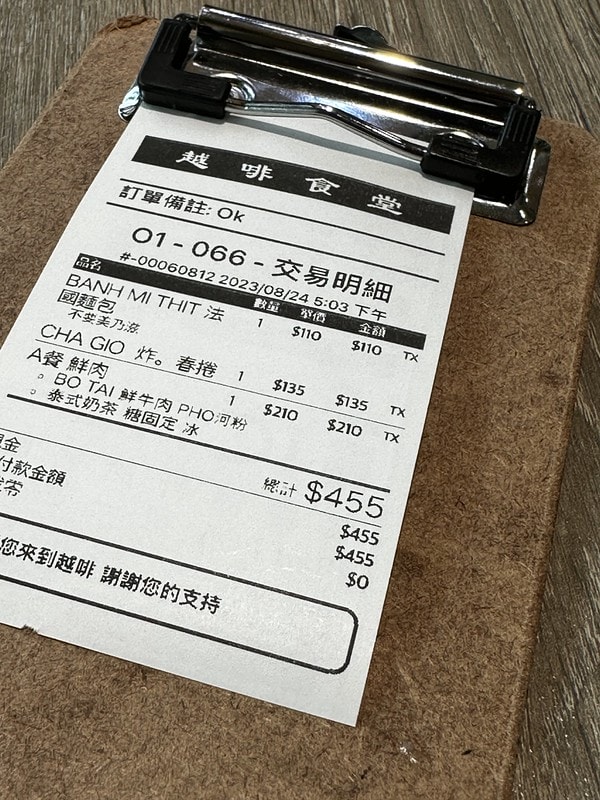 越啡食堂
訂單備註: Ok
01 - 066 - 交易明細
#-00060812 2023/08/24 5:03 下午
品名 數量 單價 金額
BANH MI THIT 法 1 $110 $110 TX
國麵包
不要美乃滋
CHA GIO 炸。春捲 1 $135 $135 TX
A餐 鮮肉 1 $210 $210 TX
。BO TAI 鮮牛肉 PHO河粉
。泰式奶茶 糖固定 冰
總計 $455
金 $455
付款金額 $455
零 $0
您來到越啡 謝謝您的支持